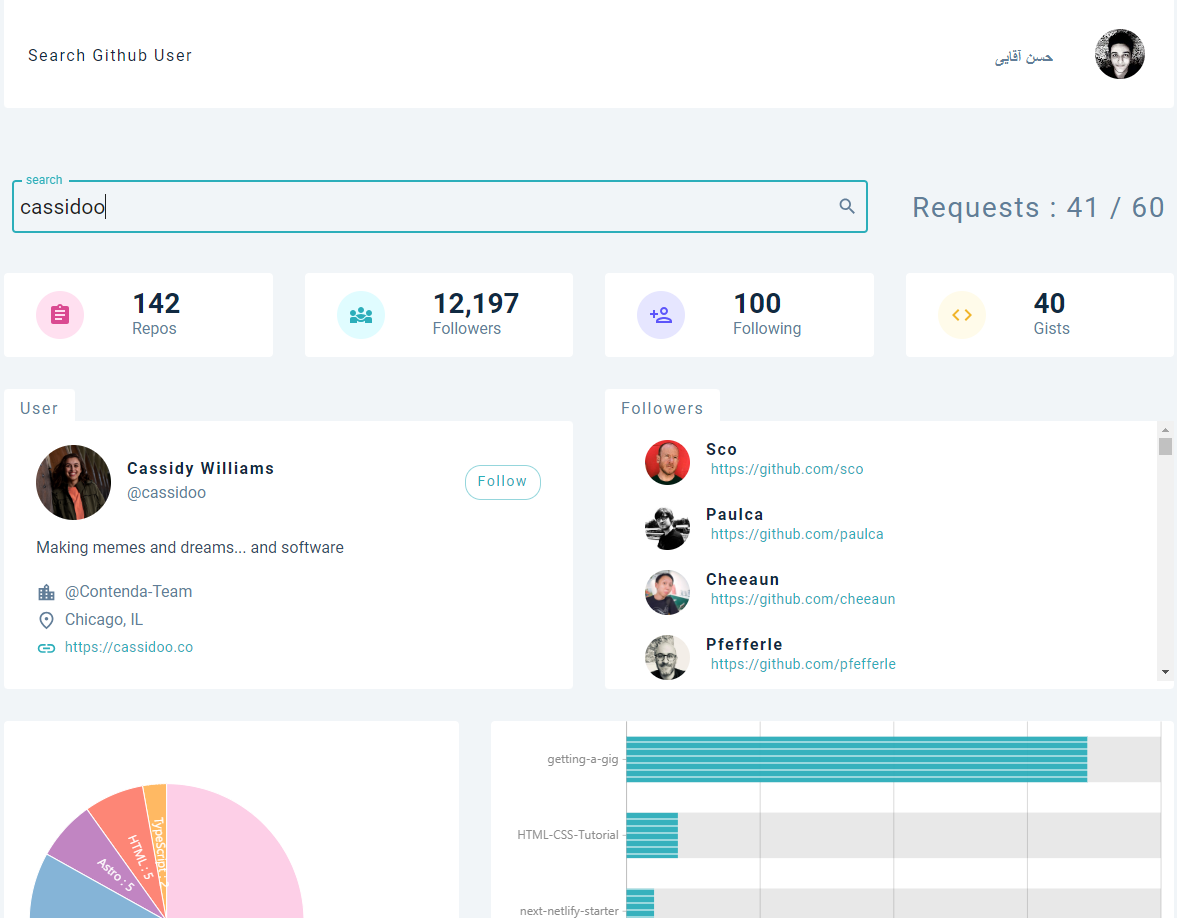 Search Github User
حسن آقایی
search
cassidoo
Requests : 41 / 60
142
Repos
12,197
Followers
100
Following
40
Gists
User
Cassidy Williams
@cassidoo
Follow
Making memes and dreams... and software
@Contenda-Team
Chicago, IL
https://cassidoo.co
Followers
Sco
https://github.com/sco
Paulca
https://github.com/paulca
Cheeaun
https://github.com/cheeaun
Pfefferle
https://github.com/pfefferle
Astro : 5
HTML : 5
TypeScript : 2
getting-a-gig
HTML-CSS-Tutorial
next-netlify-starter